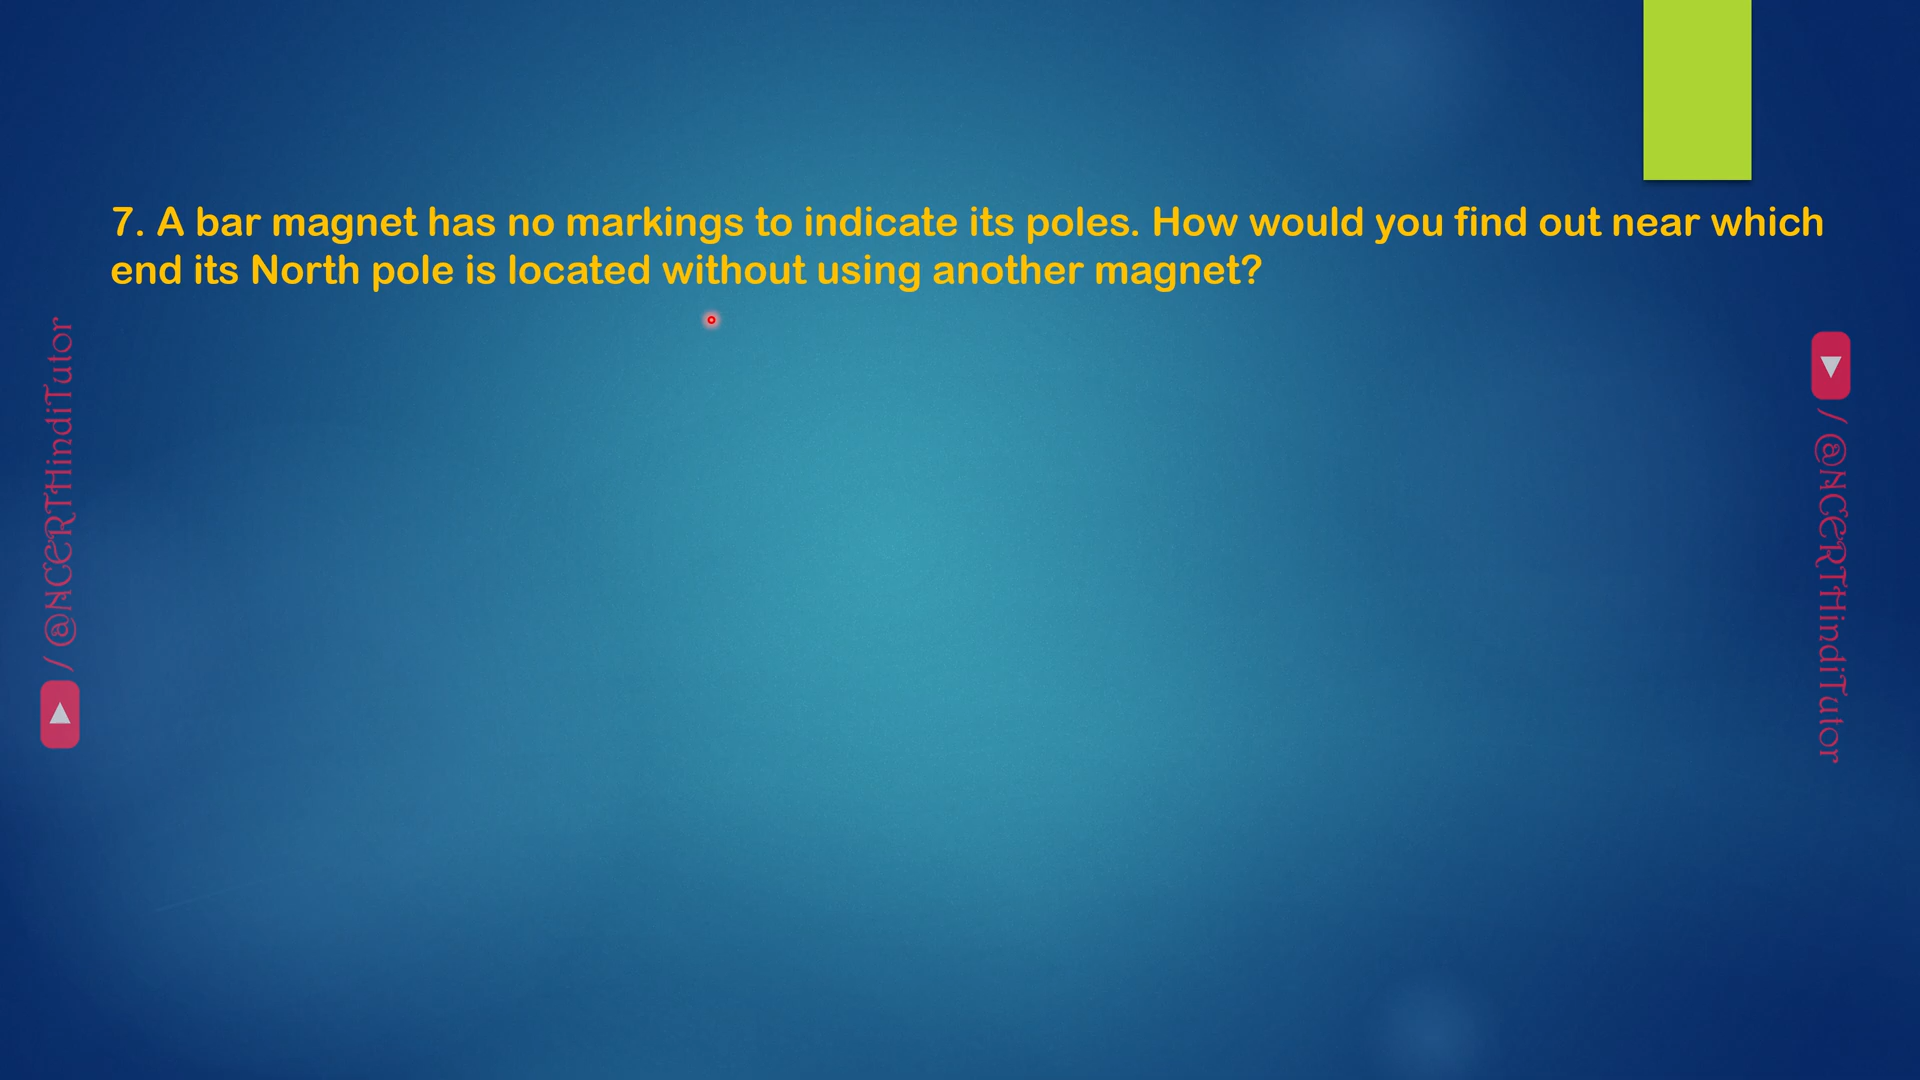 7. A bar magnet has no markings to indicate its poles. How would you find out near which
end its North pole is located without using another magnet?
/ @NCERTHindiTutor
/ @NCERTHindiTutor